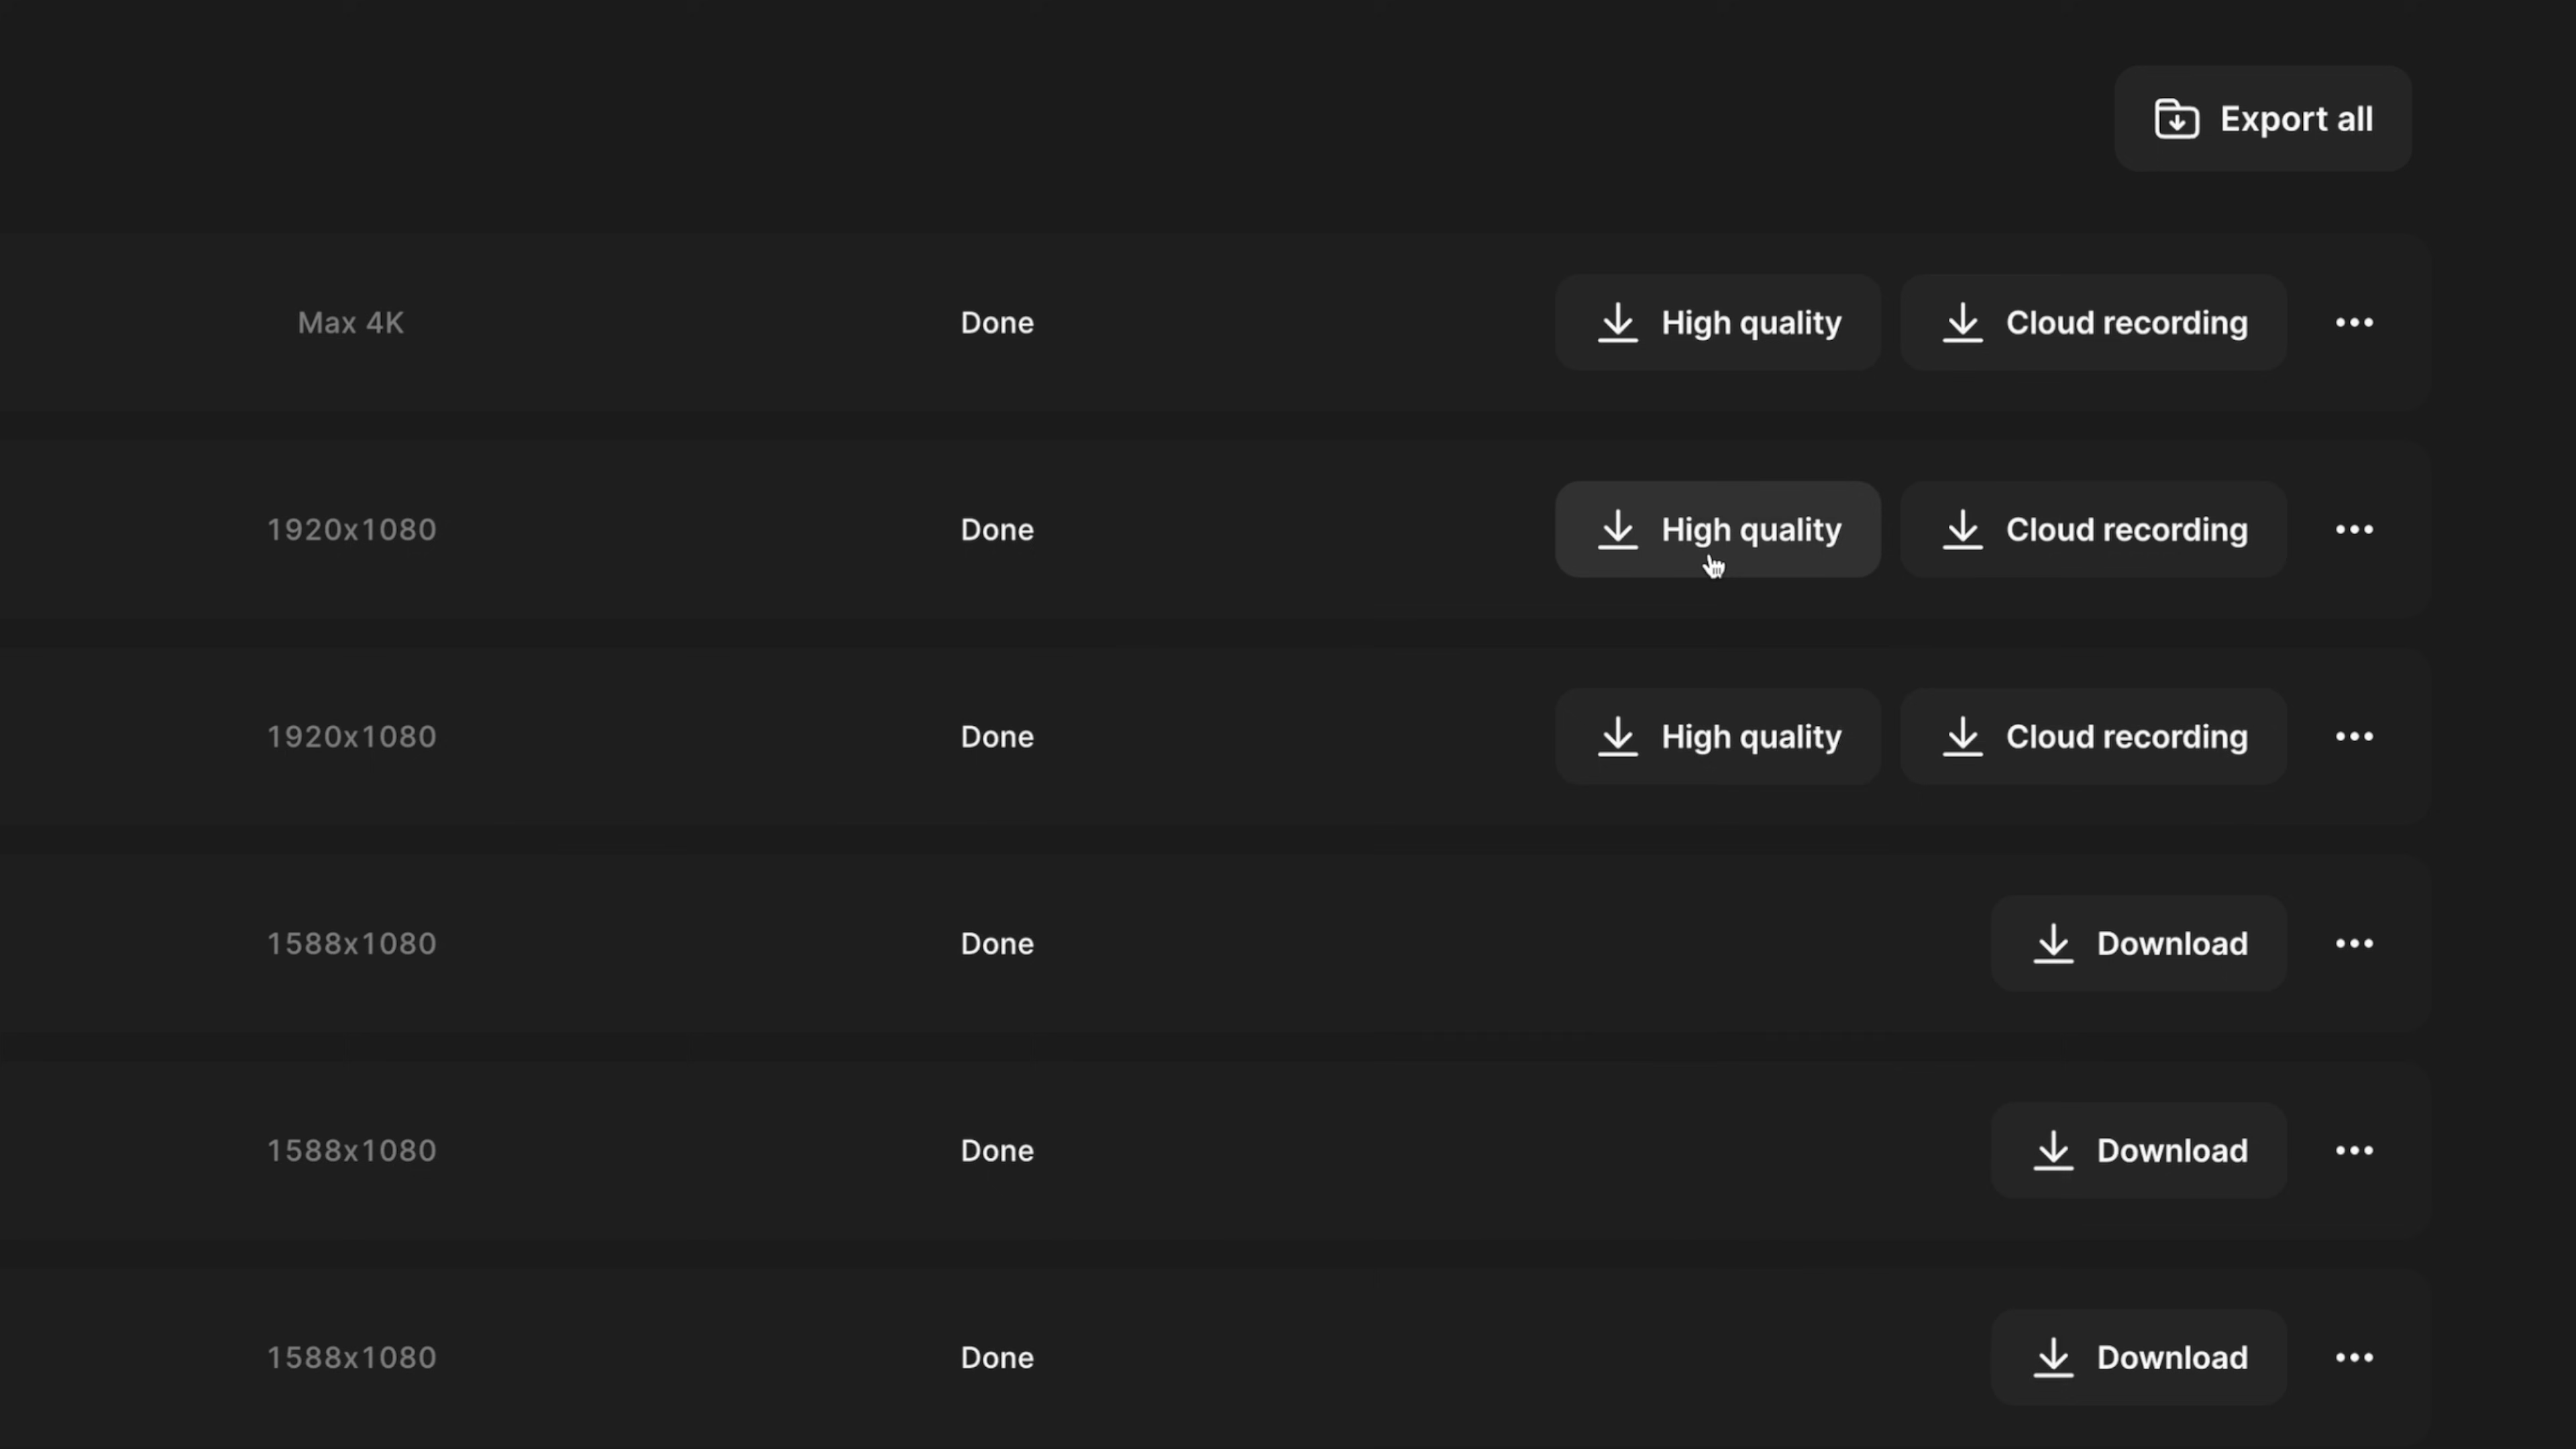 Export all
Max 4K Done High quality Cloud recording
1920x1080 Done High quality Cloud recording
1920x1080 Done High quality Cloud recording
1588x1080 Done Download
1588x1080 Done Download
1588x1080 Done Download